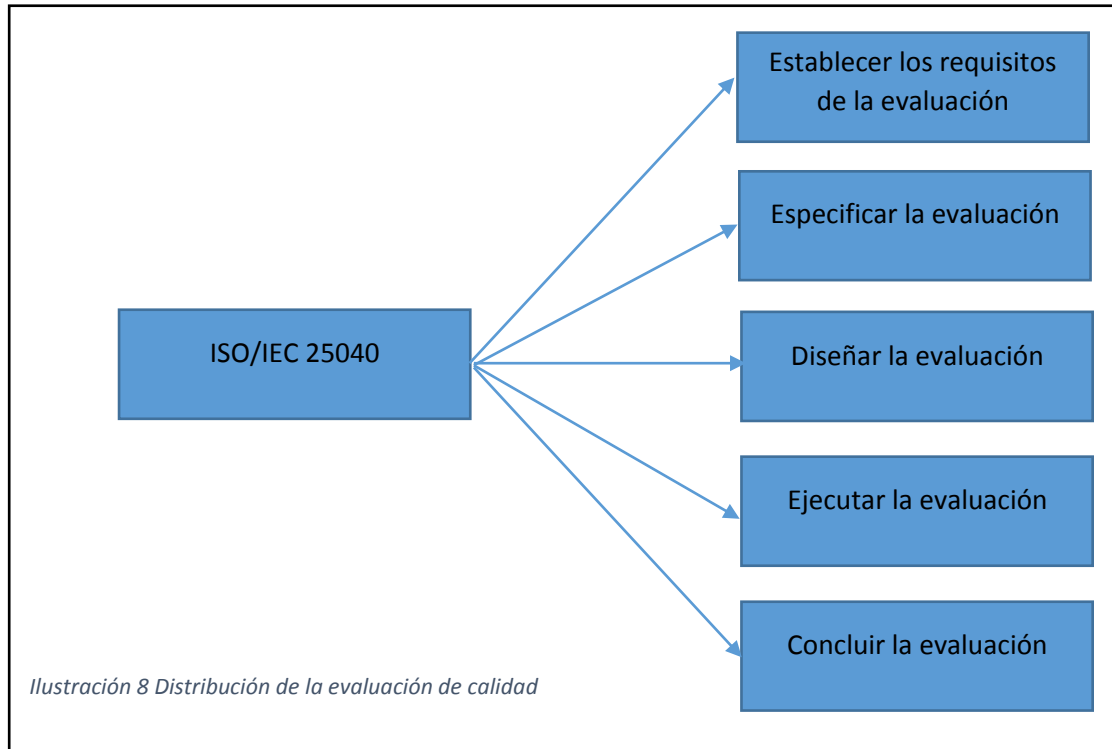 Establecer los requisitos
de la evaluación
Especificar la evaluación
ISO/IEC 25040
Diseñar la evaluación
Ejecutar la evaluación
Concluir la evaluación
Ilustración 8 Distribución de la evaluación de calidad